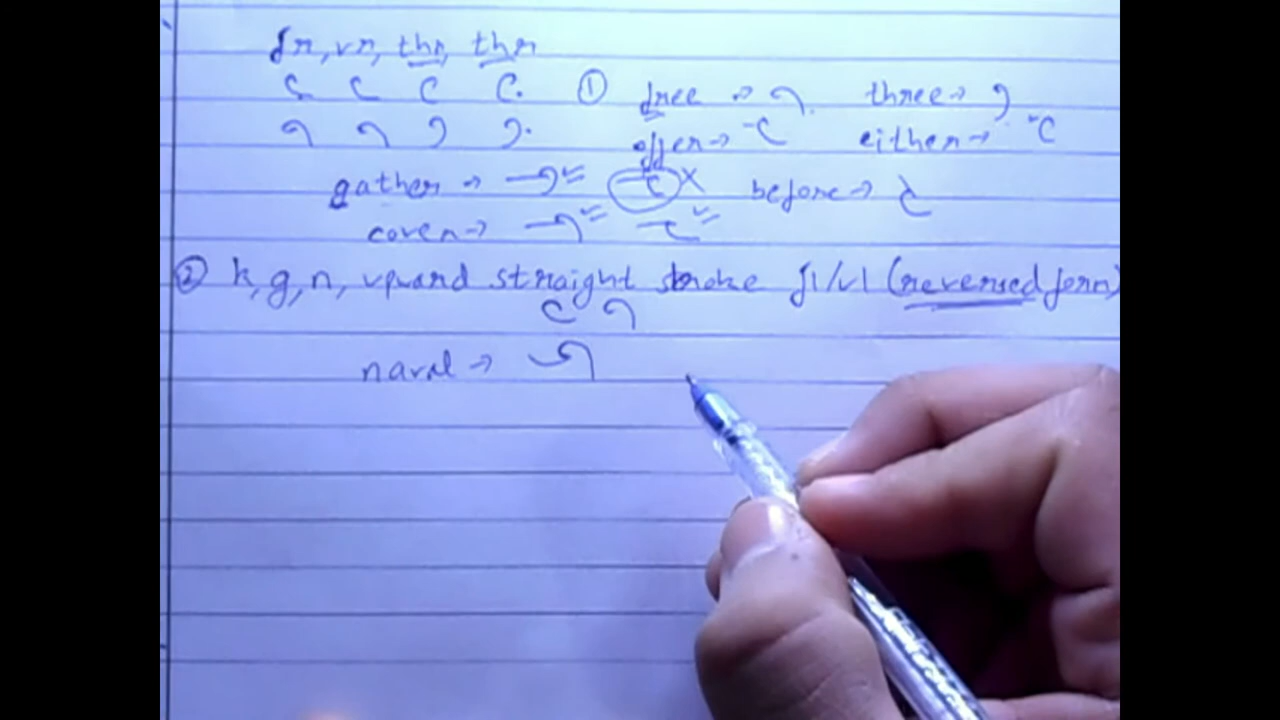 fr, vr, thr, thr
① free → three →
offer → either →
gather → × before →
cover →
② k, g, n, upward straight stroke fl/vl (reversed form)
naval →